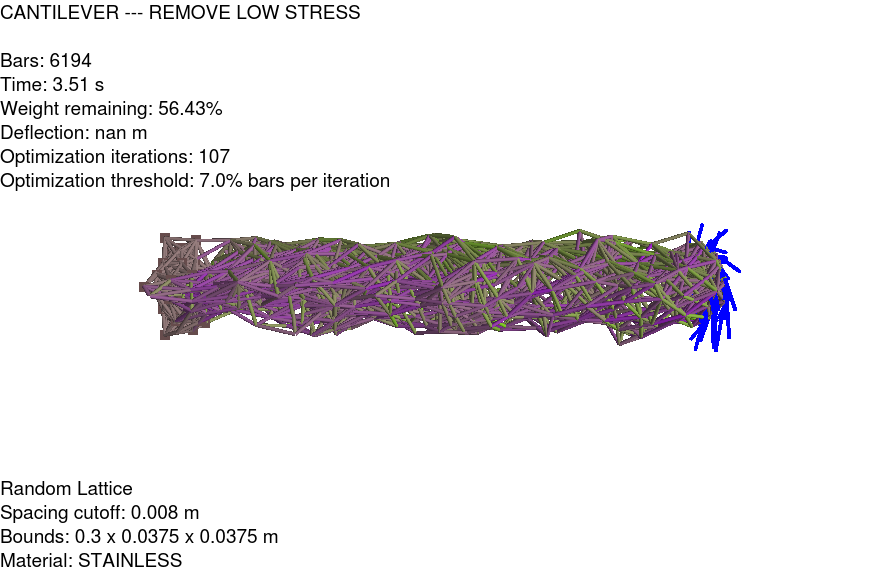 CANTILEVER --- REMOVE LOW STRESS
Bars: 6194
Time: 3.51 s
Weight remaining: 56.43%
Deflection: nan m
Optimization iterations: 107
Optimization threshold: 7.0% bars per iteration
Random Lattice
Spacing cutoff: 0.008 m
Bounds: 0.3 x 0.0375 x 0.0375 m
Material: STAINLESS